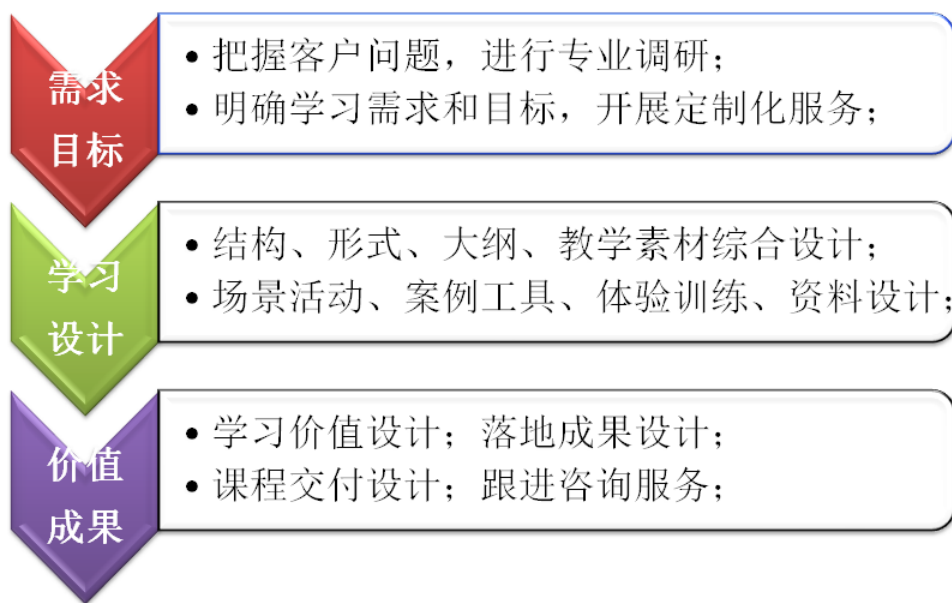 需求
目标
• 把握客户问题，进行专业调研；
• 明确学习需求和目标，开展定制化服务；
学习
设计
• 结构、形式、大纲、教学素材综合设计；
• 场景活动、案例工具、体验训练、资料设计；
价值
成果
• 学习价值设计；落地成果设计；
• 课程交付设计；跟进咨询服务；